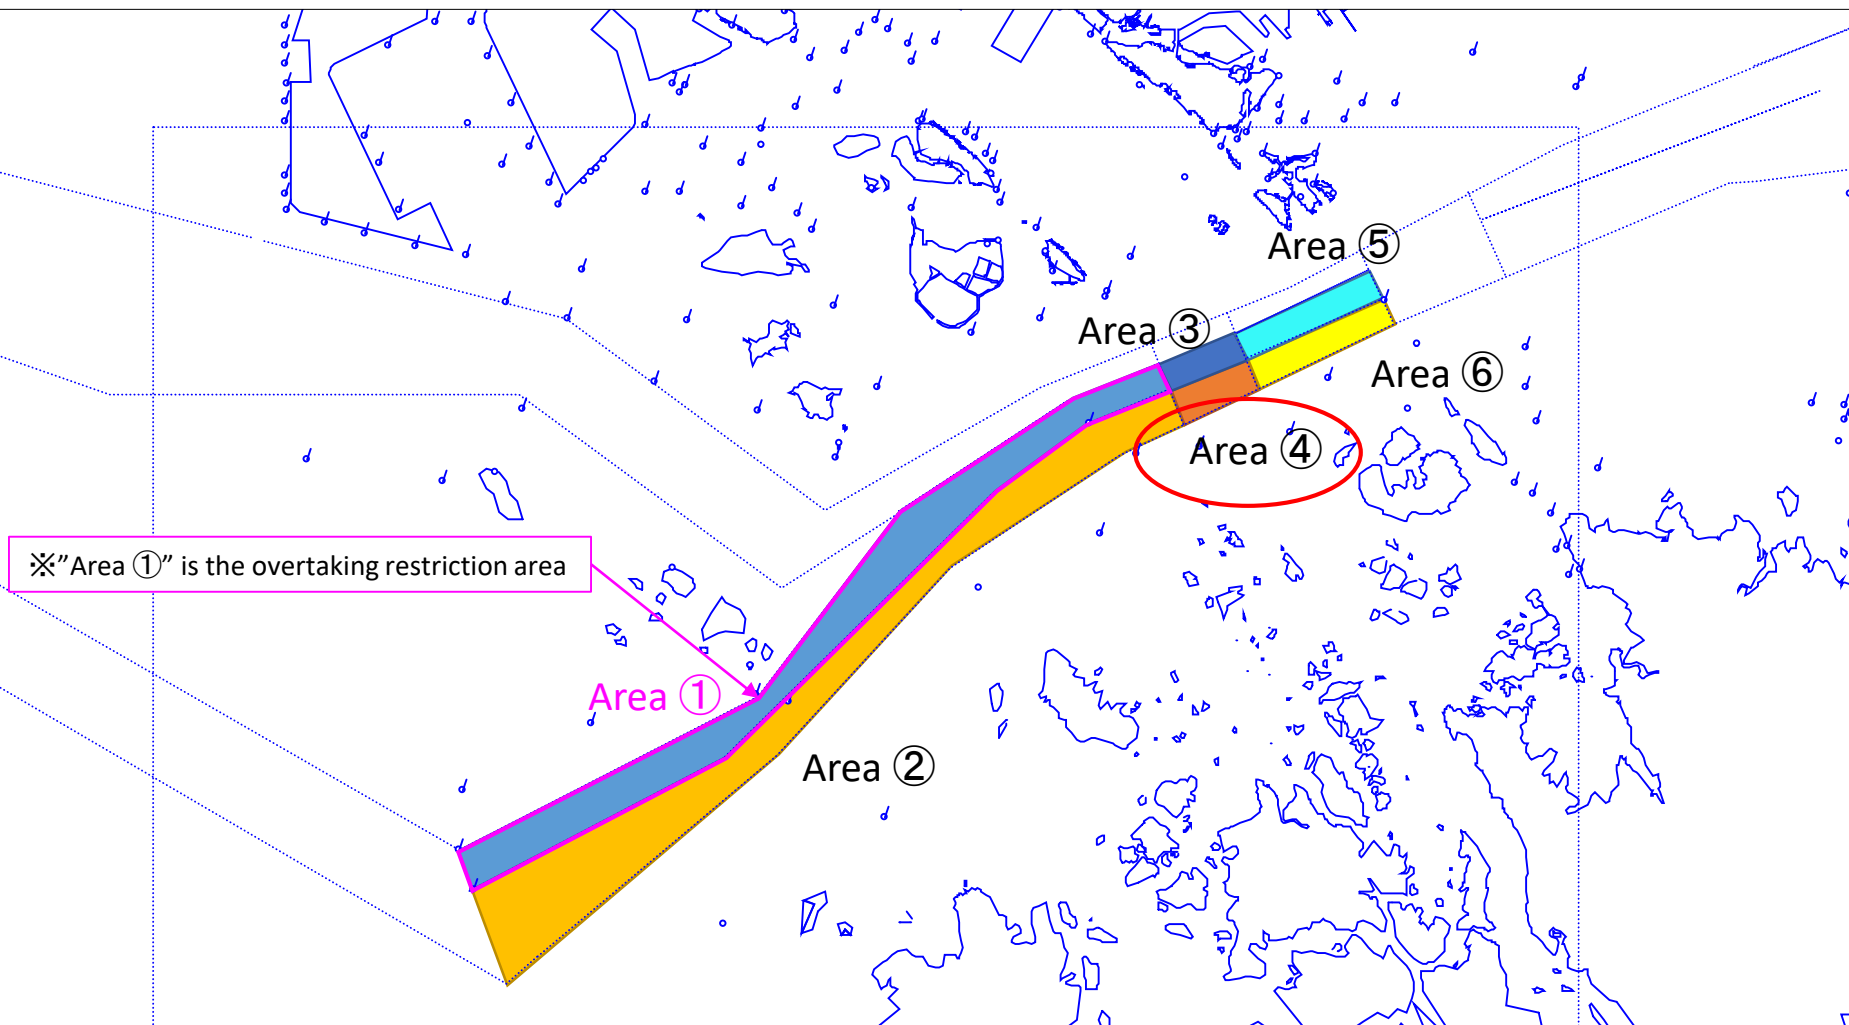 Area ⑤
Area ③
Area ⑥
Area ④
※”Area ①” is the overtaking restriction area
Area ①
Area ②